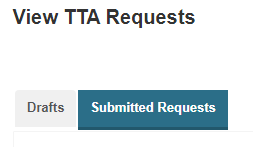 View TTA Requests
Drafts Submitted Requests